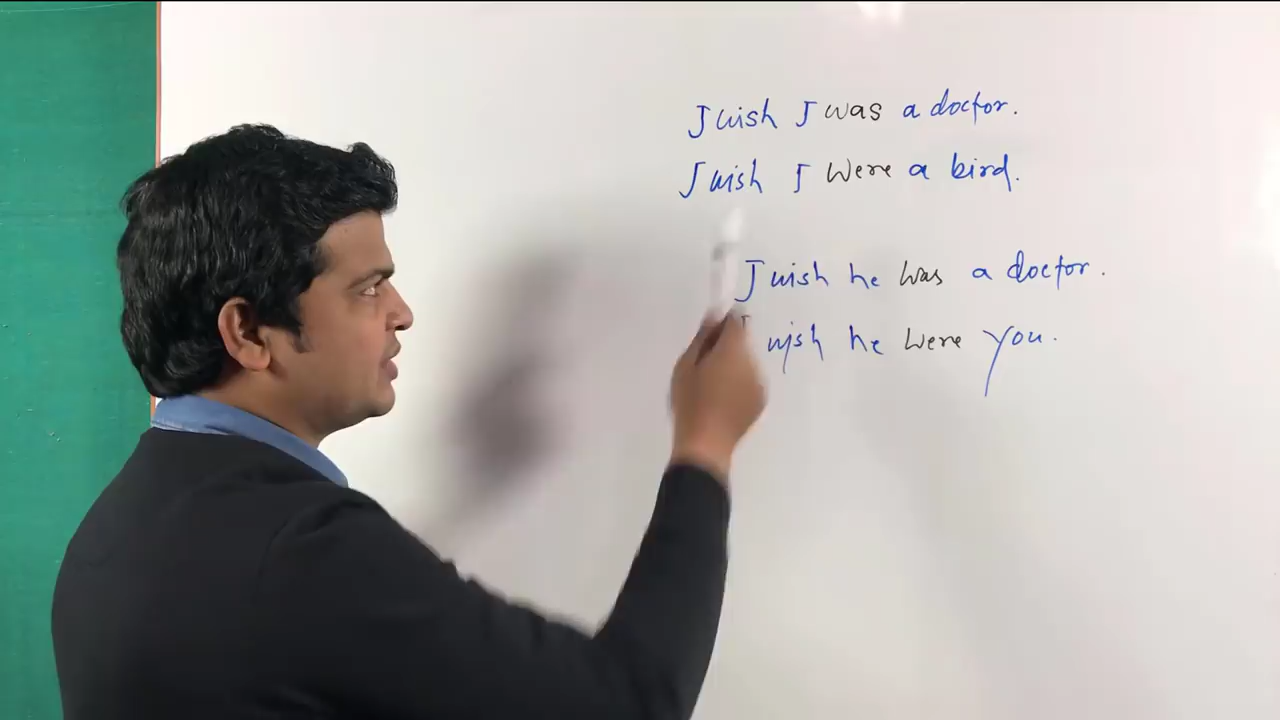 I wish I was a doctor.
I wish I were a bird.
I wish he was a doctor.
I wish he were you.